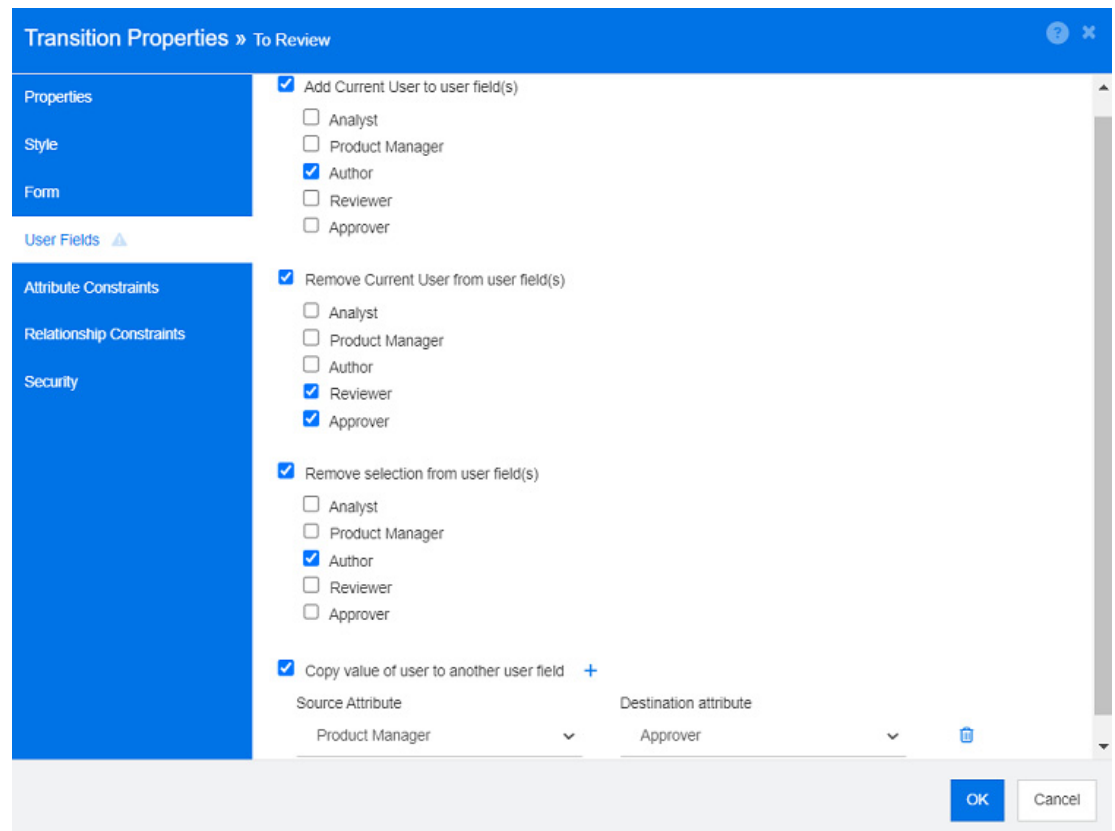 Transition Properties » To Review
Properties
Style
Form
User Fields
Attribute Constraints
Relationship Constraints
Security
Add Current User to user field(s)
Analyst
Product Manager
Author
Reviewer
Approver
Remove Current User from user field(s)
Analyst
Product Manager
Author
Reviewer
Approver
Remove selection from user field(s)
Analyst
Product Manager
Author
Reviewer
Approver
Copy value of user to another user field +
Source Attribute Destination attribute
Product Manager Approver
OK Cancel